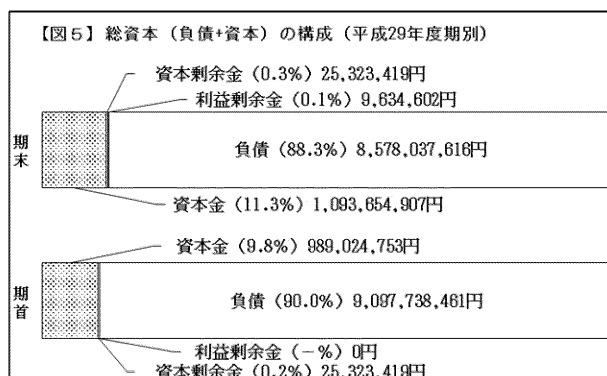 【図5】総資本（負債+資本）の構成（平成29年度期別）
資本剰余金（0.3%）25,323,419円
利益剰余金（0.1%）9,634,602円
期末
負債（88.3%）8,578,037,616円
資本金（11.3%）1,093,654,907円
資本金（9.8%）989,024,753円
期首
負債（90.0%）9,097,738,461円
利益剰余金（－%）0円
資本剰余金（0.2%）25,323,419円